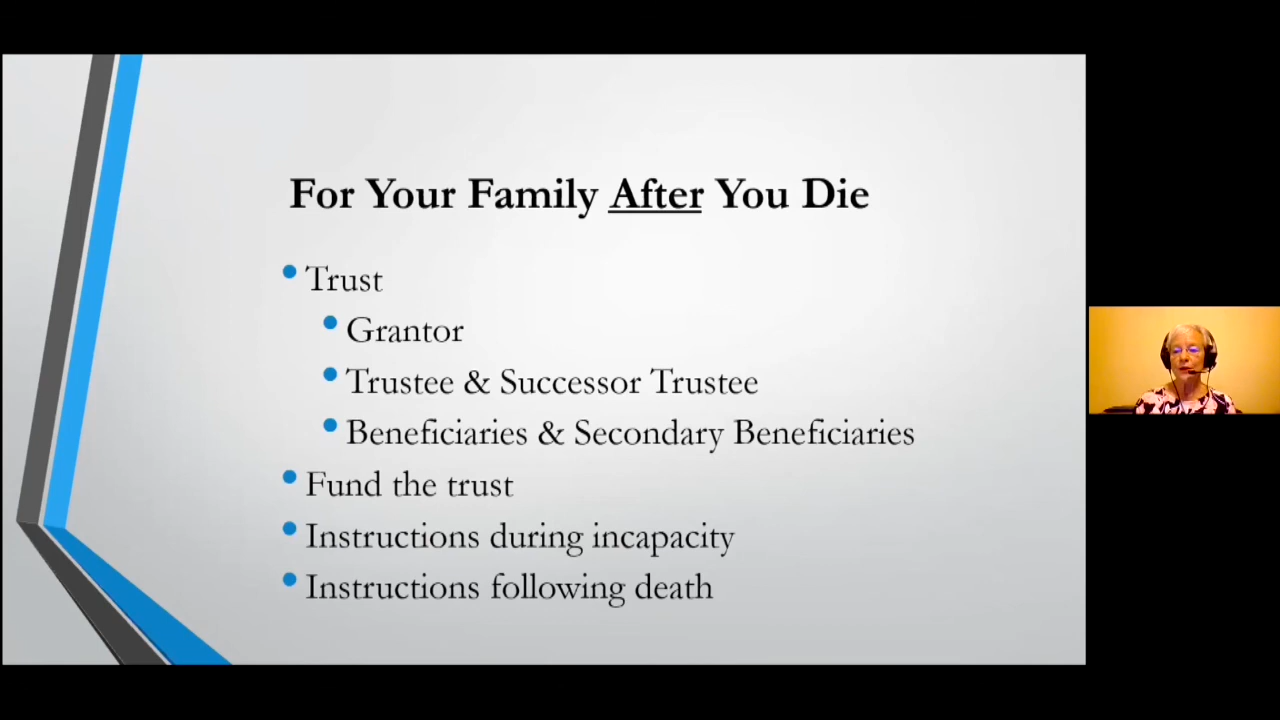 For Your Family After You Die
• Trust
• Grantor
• Trustee & Successor Trustee
• Beneficiaries & Secondary Beneficiaries
• Fund the trust
• Instructions during incapacity
• Instructions following death